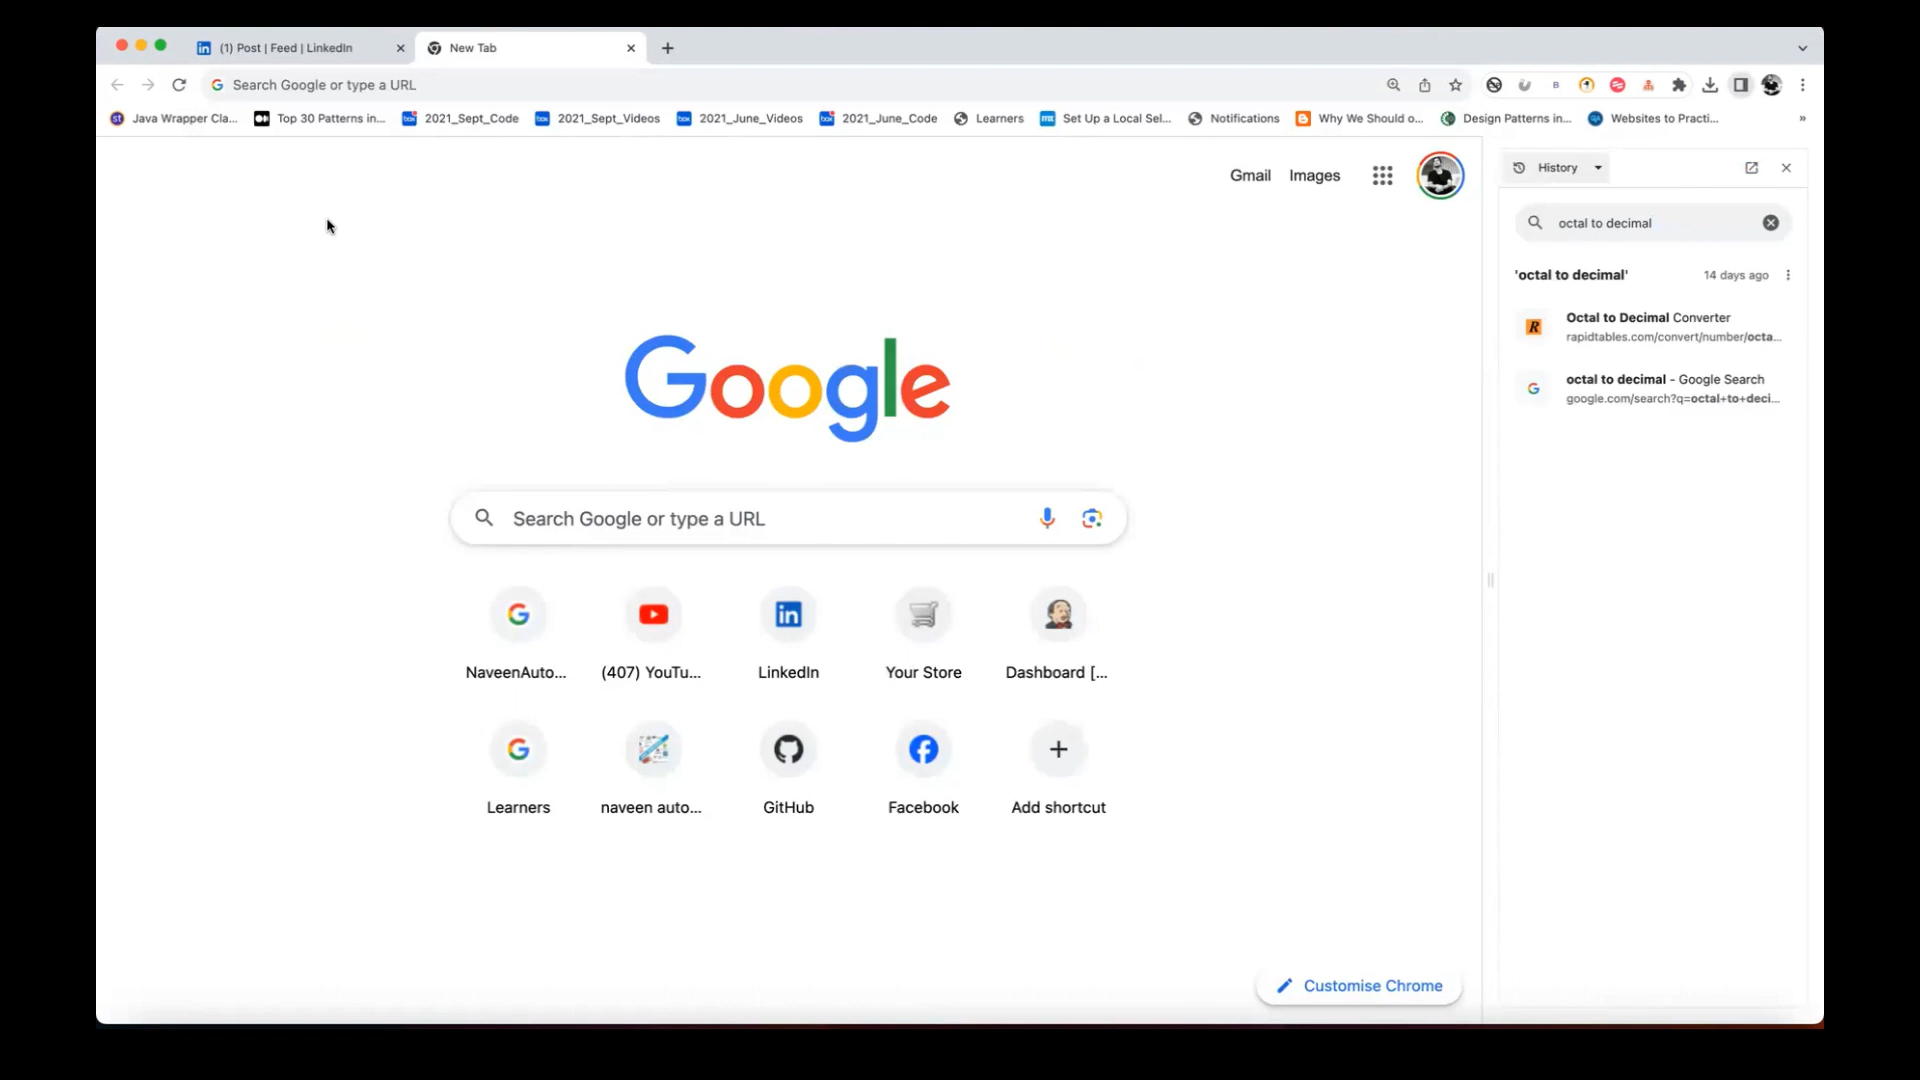 (1) Post | Feed | LinkedIn
New Tab
Search Google or type a URL
Java Wrapper Cla...
Top 30 Patterns in...
2021_Sept_Code
2021_Sept_Videos
2021_June_Videos
2021_June_Code
Learners
Set Up a Local Sel...
Notifications
Why We Should o...
Design Patterns in...
Websites to Practi...
»
Gmail
Images
History
octal to decimal
'octal to decimal'
14 days ago
Octal to Decimal Converter
rapidtables.com/convert/number/octa...
octal to decimal - Google Search
google.com/search?q=octal+to+deci...
Google
Search Google or type a URL
NaveenAuto...
(407) YouTu...
LinkedIn
Your Store
Dashboard [...
Learners
naveen auto...
GitHub
Facebook
Add shortcut
Customise Chrome